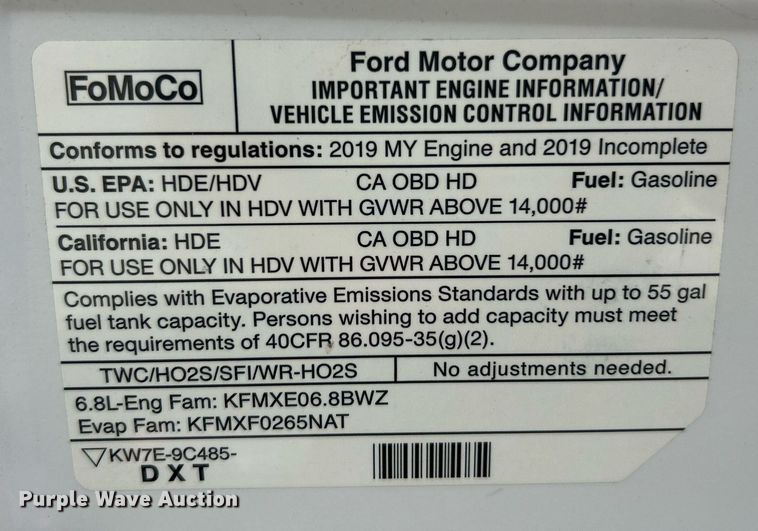 FoMoCo
Ford Motor Company
IMPORTANT ENGINE INFORMATION/
VEHICLE EMISSION CONTROL INFORMATION
Conforms to regulations: 2019 MY Engine and 2019 Incomplete
U.S. EPA: HDE/HDV CA OBD HD Fuel: Gasoline
FOR USE ONLY IN HDV WITH GVWR ABOVE 14,000#
California: HDE CA OBD HD Fuel: Gasoline
FOR USE ONLY IN HDV WITH GVWR ABOVE 14,000#
Complies with Evaporative Emissions Standards with up to 55 gal
fuel tank capacity. Persons wishing to add capacity must meet
the requirements of 40CFR 86.095-35(g)(2).
TWC/HO2S/SFI/WR-HO2S No adjustments needed.
6.8L-Eng Fam: KFMXE06.8BWZ
Evap Fam: KFMXF0265NAT
KW7E-9C485-
DXT
Purple Wave Auction